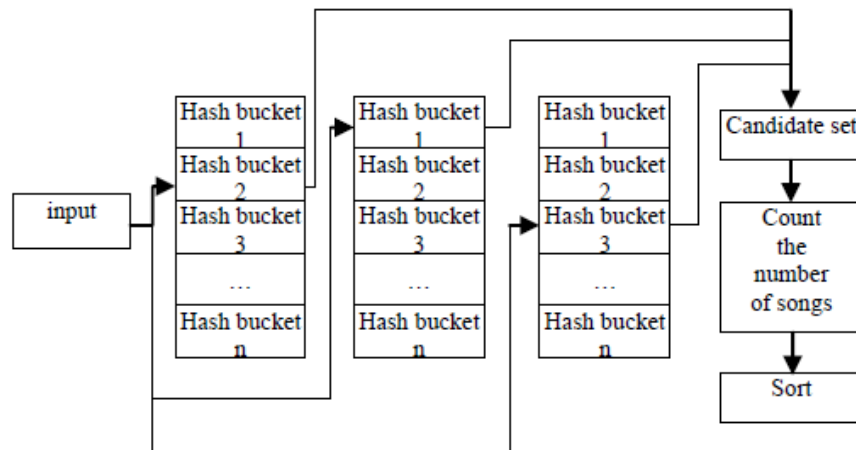 input
Hash bucket
1
Hash bucket
2
Hash bucket
3
...
Hash bucket
n
Hash bucket
1
Hash bucket
2
Hash bucket
3
...
Hash bucket
n
Hash bucket
1
Hash bucket
2
Hash bucket
3
...
Hash bucket
n
Candidate set
Count
the
number
of songs
Sort